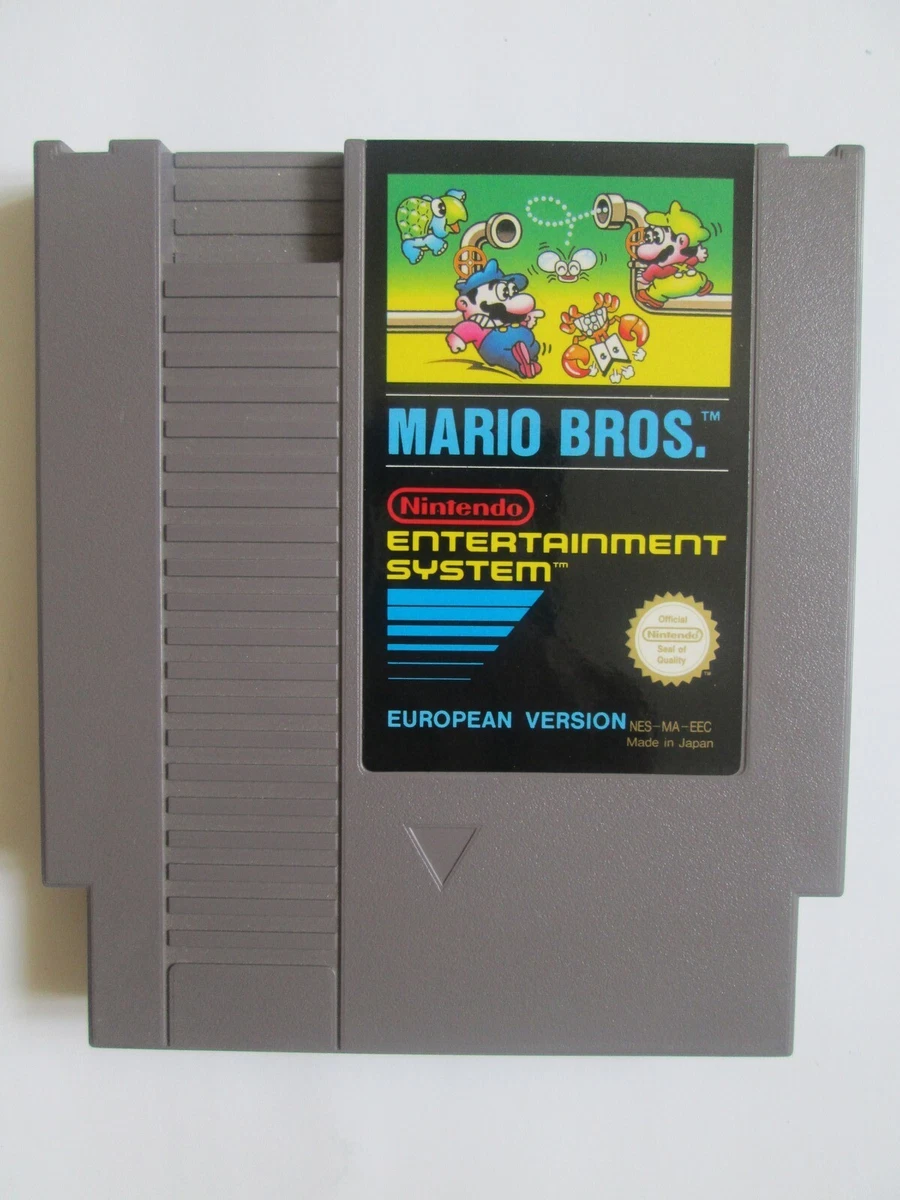 MARIO BROS.™
Nintendo
ENTERTAINMENT
SYSTEM™
Official
Nintendo
Seal of
Quality
TM
EUROPEAN VERSION NES-MA-EEC
Made in Japan